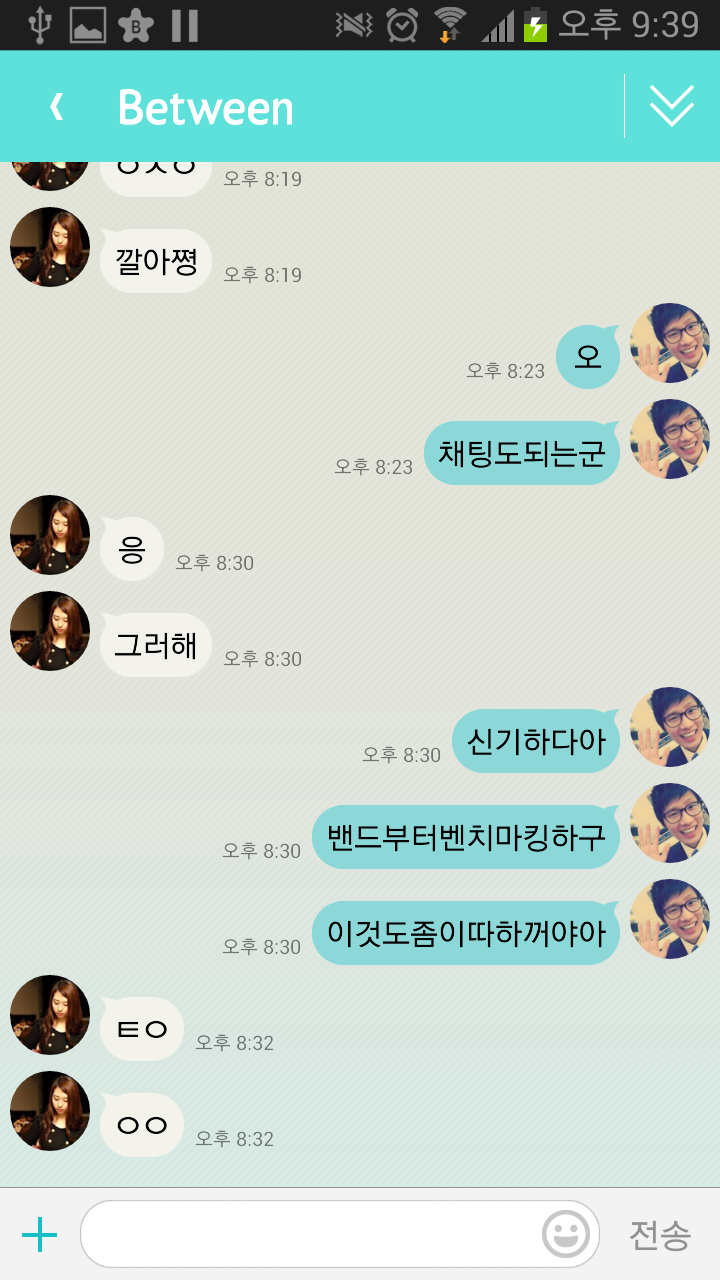 오후 9:39
Between
오후 8:19
깔아쪙
오후 8:19
오
오후 8:23
채팅도되는군
오후 8:23
응
오후 8:30
그러해
오후 8:30
신기하다아
오후 8:30
밴드부터벤치마킹하구
오후 8:30
이것도좀이따하꺼야아
오후 8:30
ㅌㅇ
오후 8:32
ㅇㅇ
오후 8:32
전송